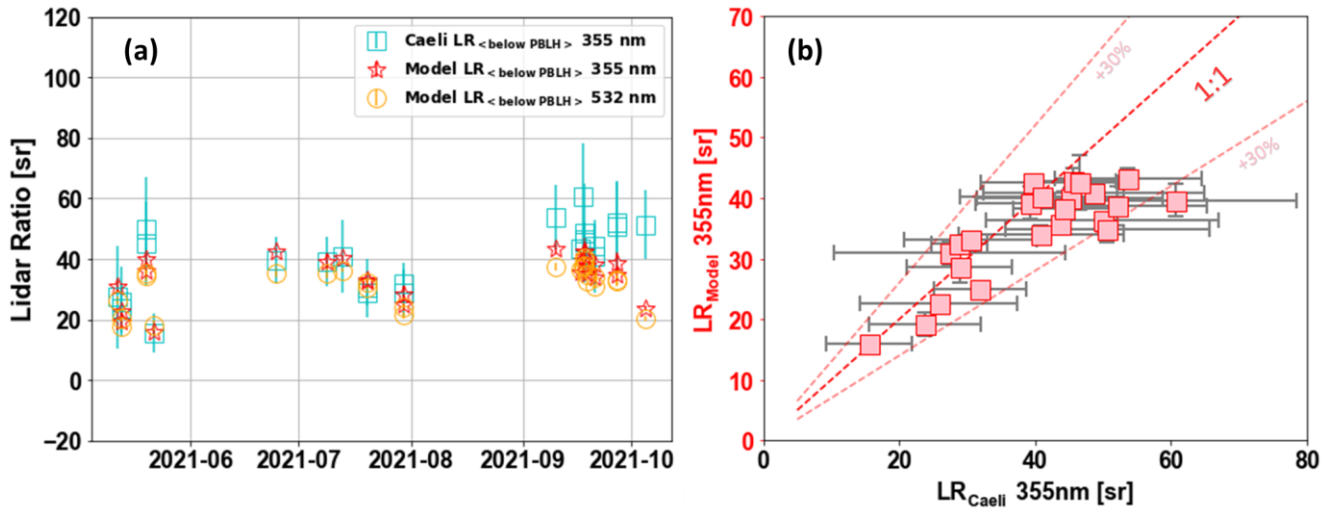 (a)
Caeli LR<below PBLH> 355 nm
Model LR<below PBLH> 355 nm
Model LR<below PBLH> 532 nm
Lidar Ratio [sr]
120
100
80
60
40
20
0
−20
2021-06 2021-07 2021-08 2021-09 2021-10
(b)
+30%
1:1
+30%
LRModel 355nm [sr]
70
60
50
40
30
20
10
0
0 20 40 60 80
LRCaeli 355nm [sr]